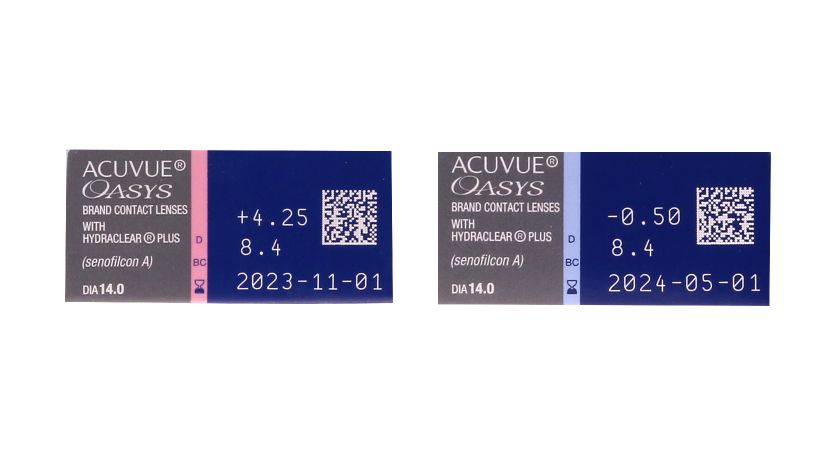 ACUVUE®
OASYS
BRAND CONTACT LENSES
WITH
HYDRACLEAR ® PLUS
(senofilcon A)
DIA 14.0
D
BC
+4.25
8.4
2023-11-01
ACUVUE®
OASYS
BRAND CONTACT LENSES
WITH
HYDRACLEAR ® PLUS
(senofilcon A)
DIA 14.0
D
BC
-0.50
8.4
2024-05-01